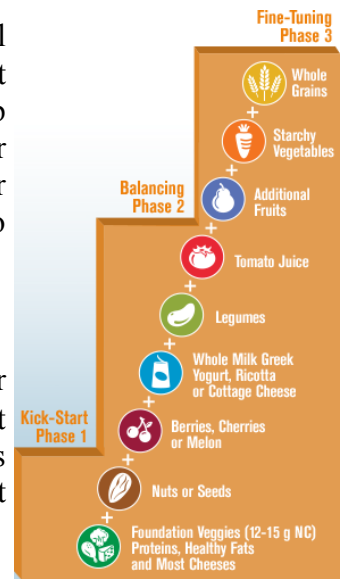 Fine-Tuning
Phase 3
Whole
Grains
+
Starchy
Vegetables
+
Balancing
Phase 2
Additional
Fruits
+
Tomato Juice
+
Legumes
+
Whole Milk Greek
Yogurt, Ricotta
or Cottage Cheese
+
Kick-Start
Phase 1
Berries, Cherries
or Melon
+
Nuts or Seeds
+
Foundation Veggies (12-15 g NC)
Proteins, Healthy Fats
and Most Cheeses